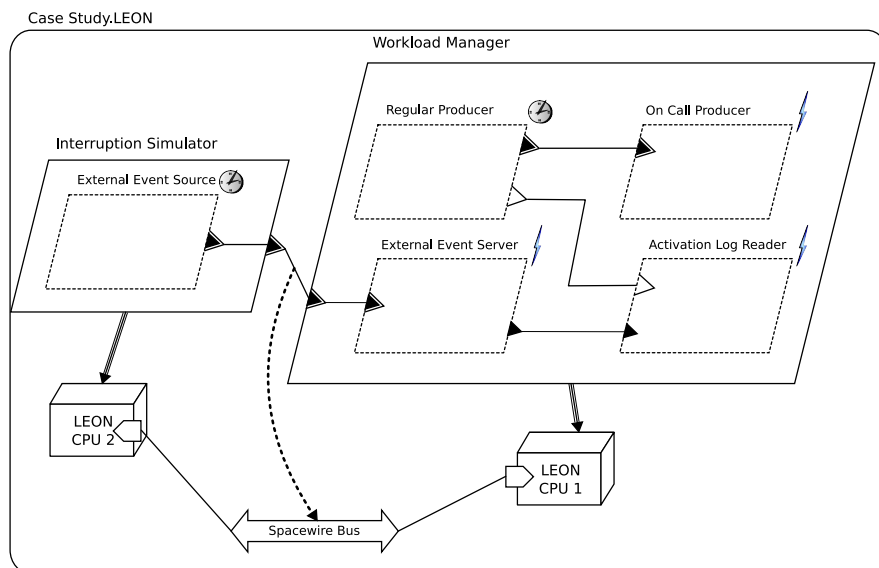 Case Study.LEON
Workload Manager
Regular Producer
On Call Producer
Interruption Simulator
External Event Source
External Event Server
Activation Log Reader
LEON
CPU 2
LEON
CPU 1
Spacewire Bus